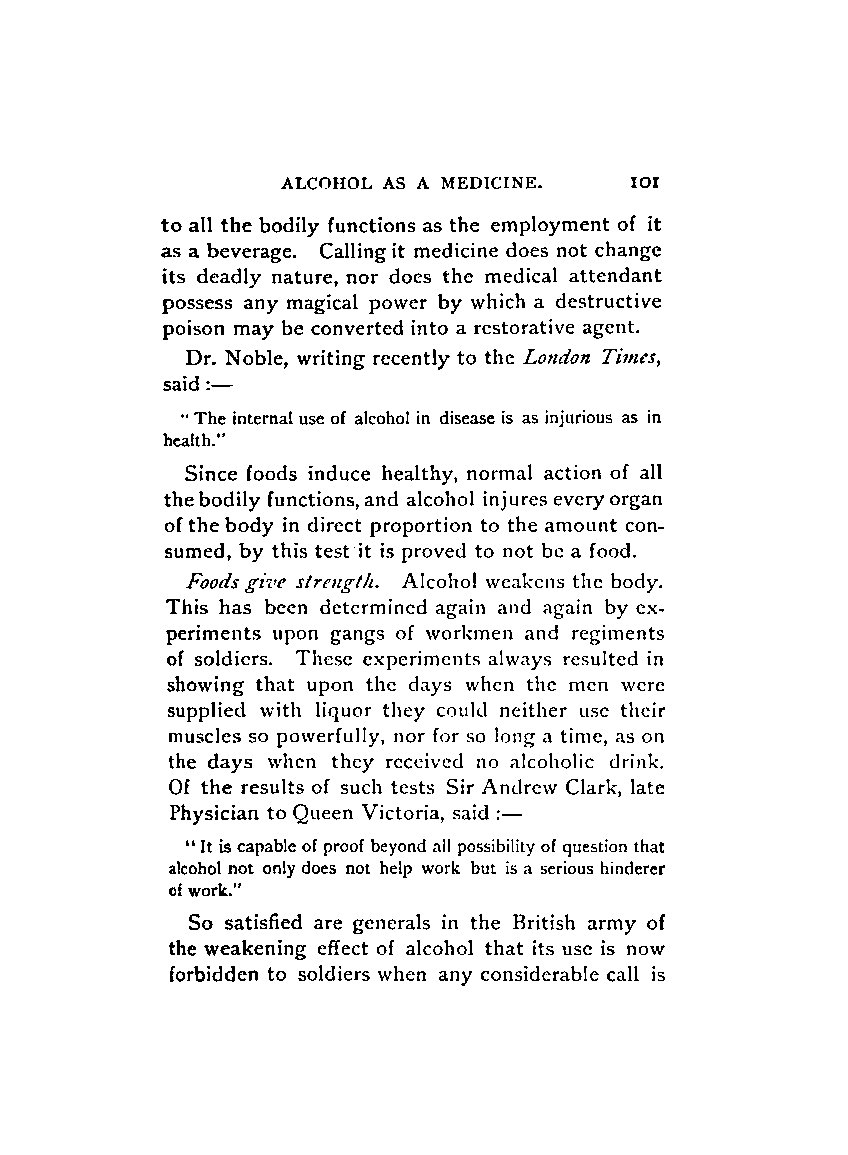 ALCOHOL AS A MEDICINE. 101
to all the bodily functions as the employment of it
as a beverage. Calling it medicine does not change
its deadly nature, nor does the medical attendant
possess any magical power by which a destructive
poison may be converted into a restorative agent.
Dr. Noble, writing recently to the London Times,
said :—
"The internal use of alcohol in disease is as injurious as in
health."
Since foods induce healthy, normal action of all
the bodily functions, and alcohol injures every organ
of the body in direct proportion to the amount con-
sumed, by this test it is proved to not be a food.
Foods give strength. Alcohol weakens the body.
This has been determined again and again by ex-
periments upon gangs of workmen and regiments
of soldiers. These experiments always resulted in
showing that upon the days when the men were
supplied with liquor they could neither use their
muscles so powerfully, nor for so long a time, as on
the days when they received no alcoholic drink.
Of the results of such tests Sir Andrew Clark, late
Physician to Queen Victoria, said :—
"It is capable of proof beyond all possibility of question that
alcohol not only does not help work but is a serious hinderer
of work."
So satisfied are generals in the British army of
the weakening effect of alcohol that its use is now
forbidden to soldiers when any considerable call is